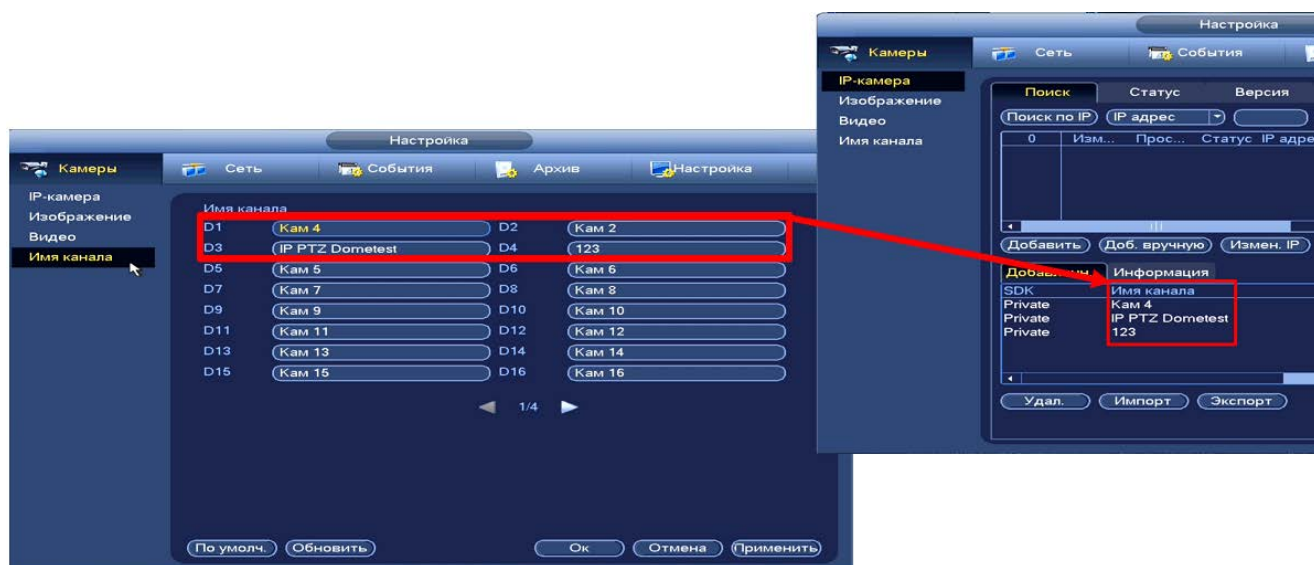 Настройка
Камеры Сеть События Архив Настройка
IP-камера
Изображение
Видео
Имя канала
Имя канала
D1 Кам 4 D2 Кам 2
D3 IP PTZ Dometest D4 123
D5 Кам 5 D6 Кам 6
D7 Кам 7 D8 Кам 8
D9 Кам 9 D10 Кам 10
D11 Кам 11 D12 Кам 12
D13 Кам 13 D14 Кам 14
D15 Кам 15 D16 Кам 16
1/4
По умолч. Обновить Ок Отмена Применить
Настройка
Камеры Сеть События
IP-камера
Изображение
Видео
Имя канала
Поиск Статус Версия
Поиск по IP IP адрес
0 Изм... Прос... Статус IP адре
Добавить Доб. вручную Измен. IP
Информация
SDK Имя канала
Private Кам 4
Private IP PTZ Dometest
Private 123
Удал. Импорт Экспорт